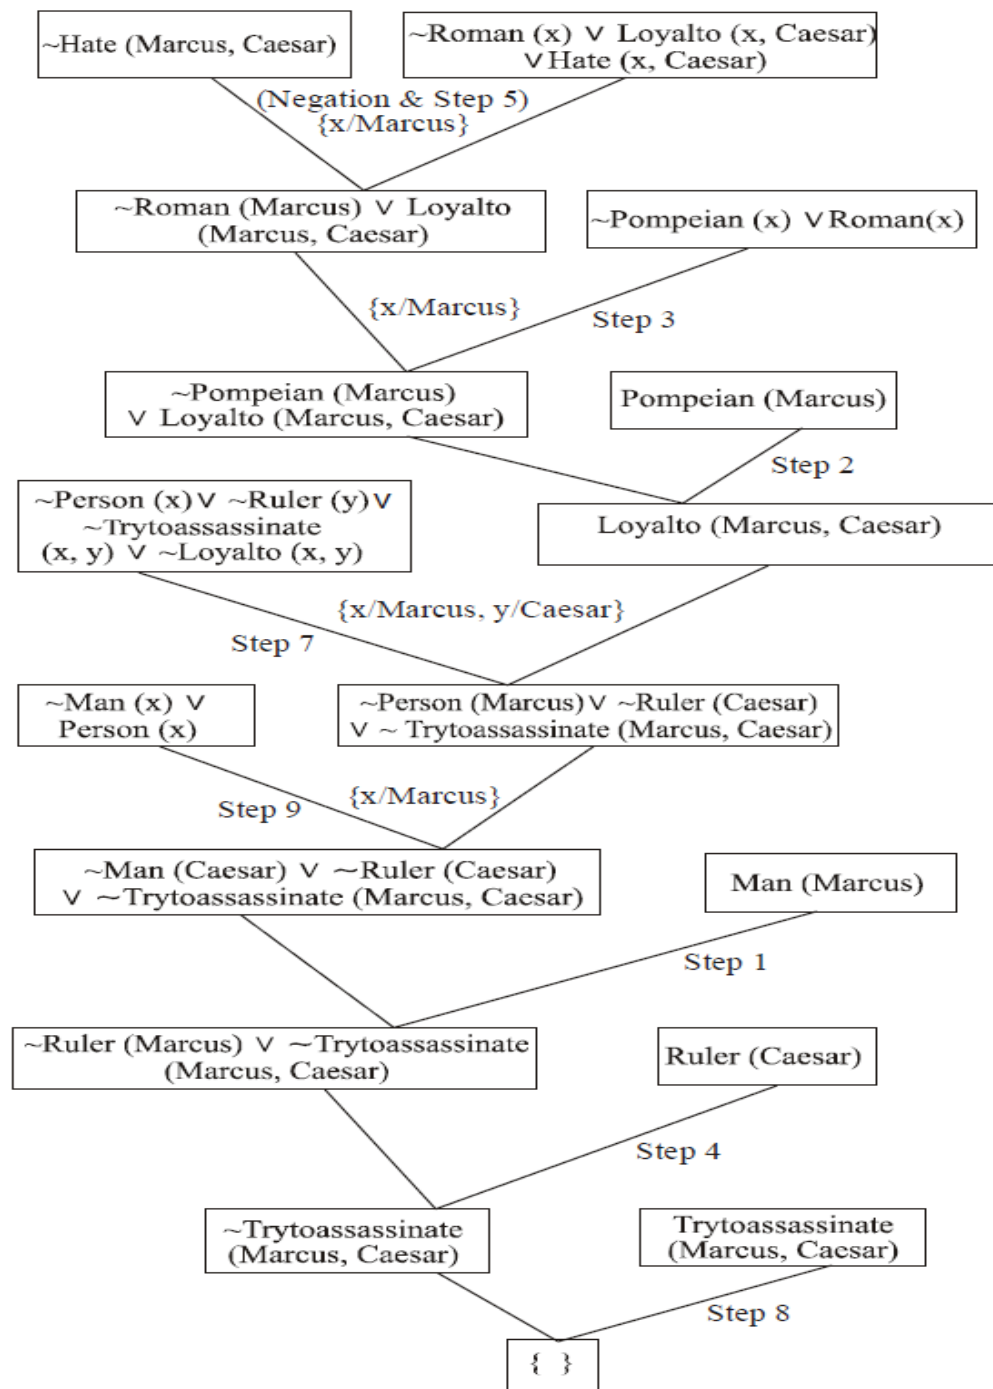 ~Hate (Marcus, Caesar)
~Roman (x) ∨ Loyalto (x, Caesar)
∨Hate (x, Caesar)
(Negation & Step 5)
{x/Marcus}
~Roman (Marcus) ∨ Loyalto
(Marcus, Caesar)
~Pompeian (x) ∨Roman(x)
{x/Marcus}
Step 3
~Pompeian (Marcus)
∨ Loyalto (Marcus, Caesar)
Pompeian (Marcus)
Step 2
~Person (x)∨ ~Ruler (y)∨
~Trytoassassinate
(x, y) ∨ ~Loyalto (x, y)
Loyalto (Marcus, Caesar)
{x/Marcus, y/Caesar}
Step 7
~Man (x) ∨
Person (x)
~Person (Marcus)∨ ~Ruler (Caesar)
∨ ~ Trytoassassinate (Marcus, Caesar)
{x/Marcus}
Step 9
~Man (Caesar) ∨ ~Ruler (Caesar)
∨ ~Trytoassassinate (Marcus, Caesar)
Man (Marcus)
Step 1
~Ruler (Marcus) ∨ ~Trytoassassinate
(Marcus, Caesar)
Ruler (Caesar)
Step 4
~Trytoassassinate
(Marcus, Caesar)
Trytoassassinate
(Marcus, Caesar)
Step 8
{ }